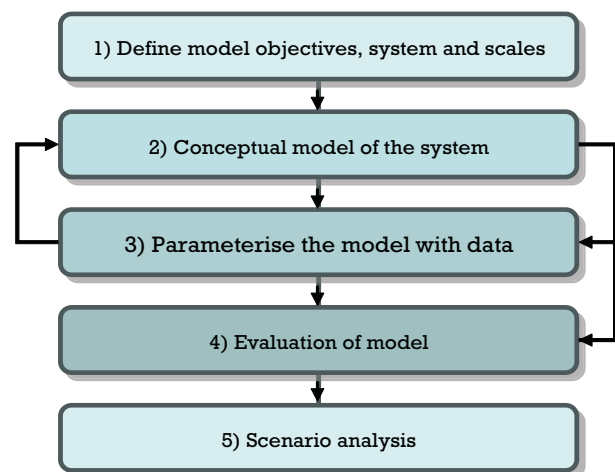 1) Define model objectives, system and scales
2) Conceptual model of the system
3) Parameterise the model with data
4) Evaluation of model
5) Scenario analysis